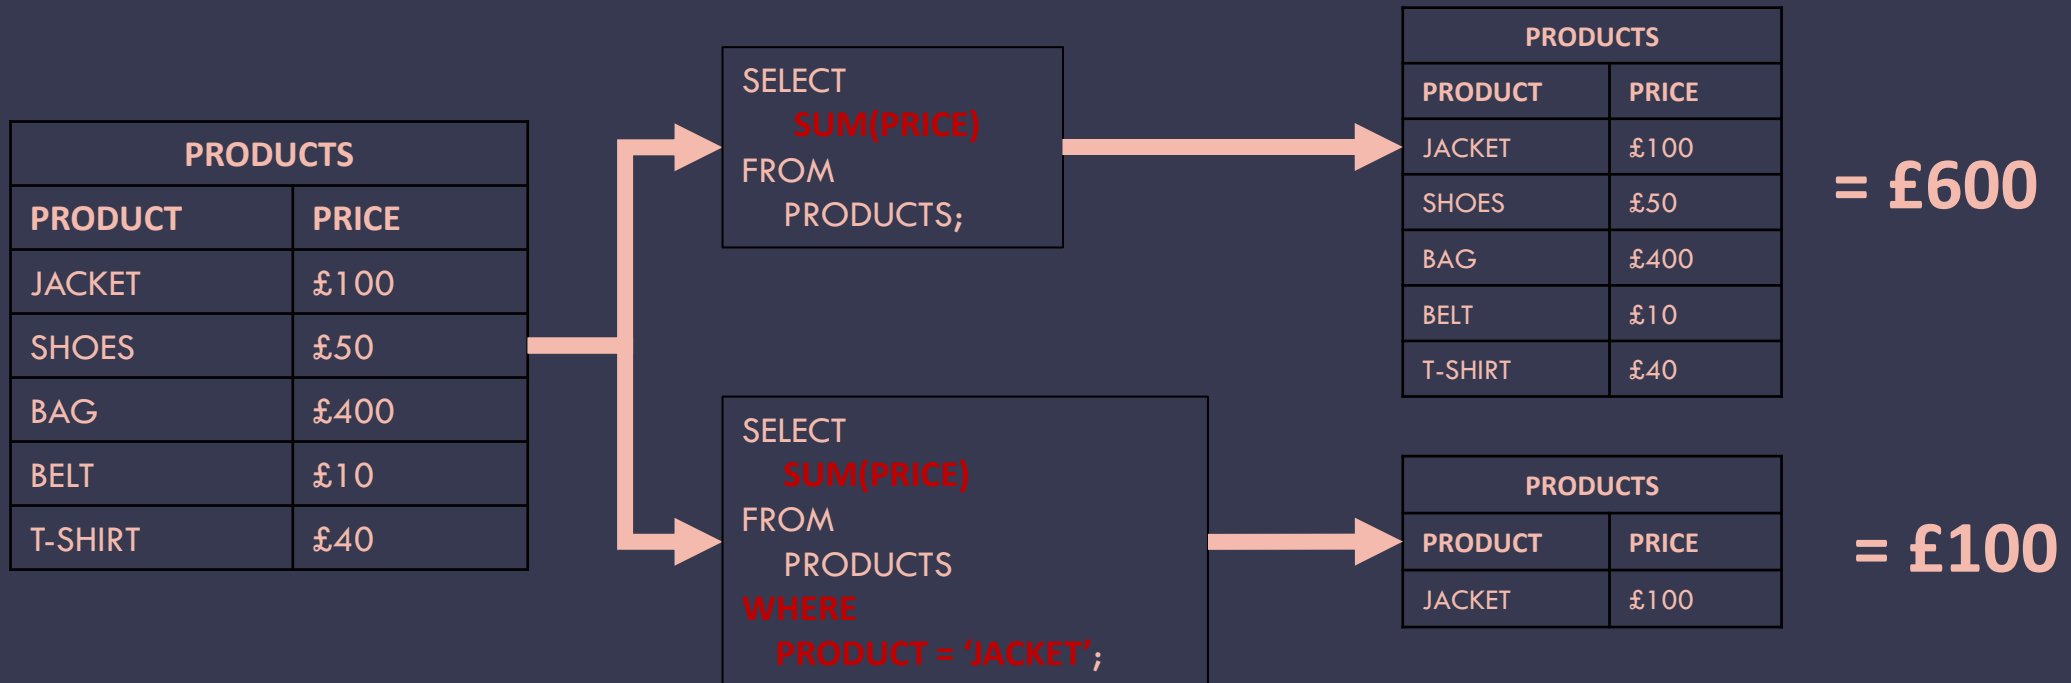 PRODUCTS
PRODUCT PRICE
JACKET £100
SHOES £50
BAG £400
BELT £10
T-SHIRT £40
SELECT
SUM(PRICE)
FROM
PRODUCTS;
SELECT
SUM(PRICE)
FROM
PRODUCTS
WHERE
PRODUCT = ‘JACKET’;
PRODUCTS
PRODUCT PRICE
JACKET £100
SHOES £50
BAG £400
BELT £10
T-SHIRT £40
= £600
PRODUCTS
PRODUCT PRICE
JACKET £100
= £100